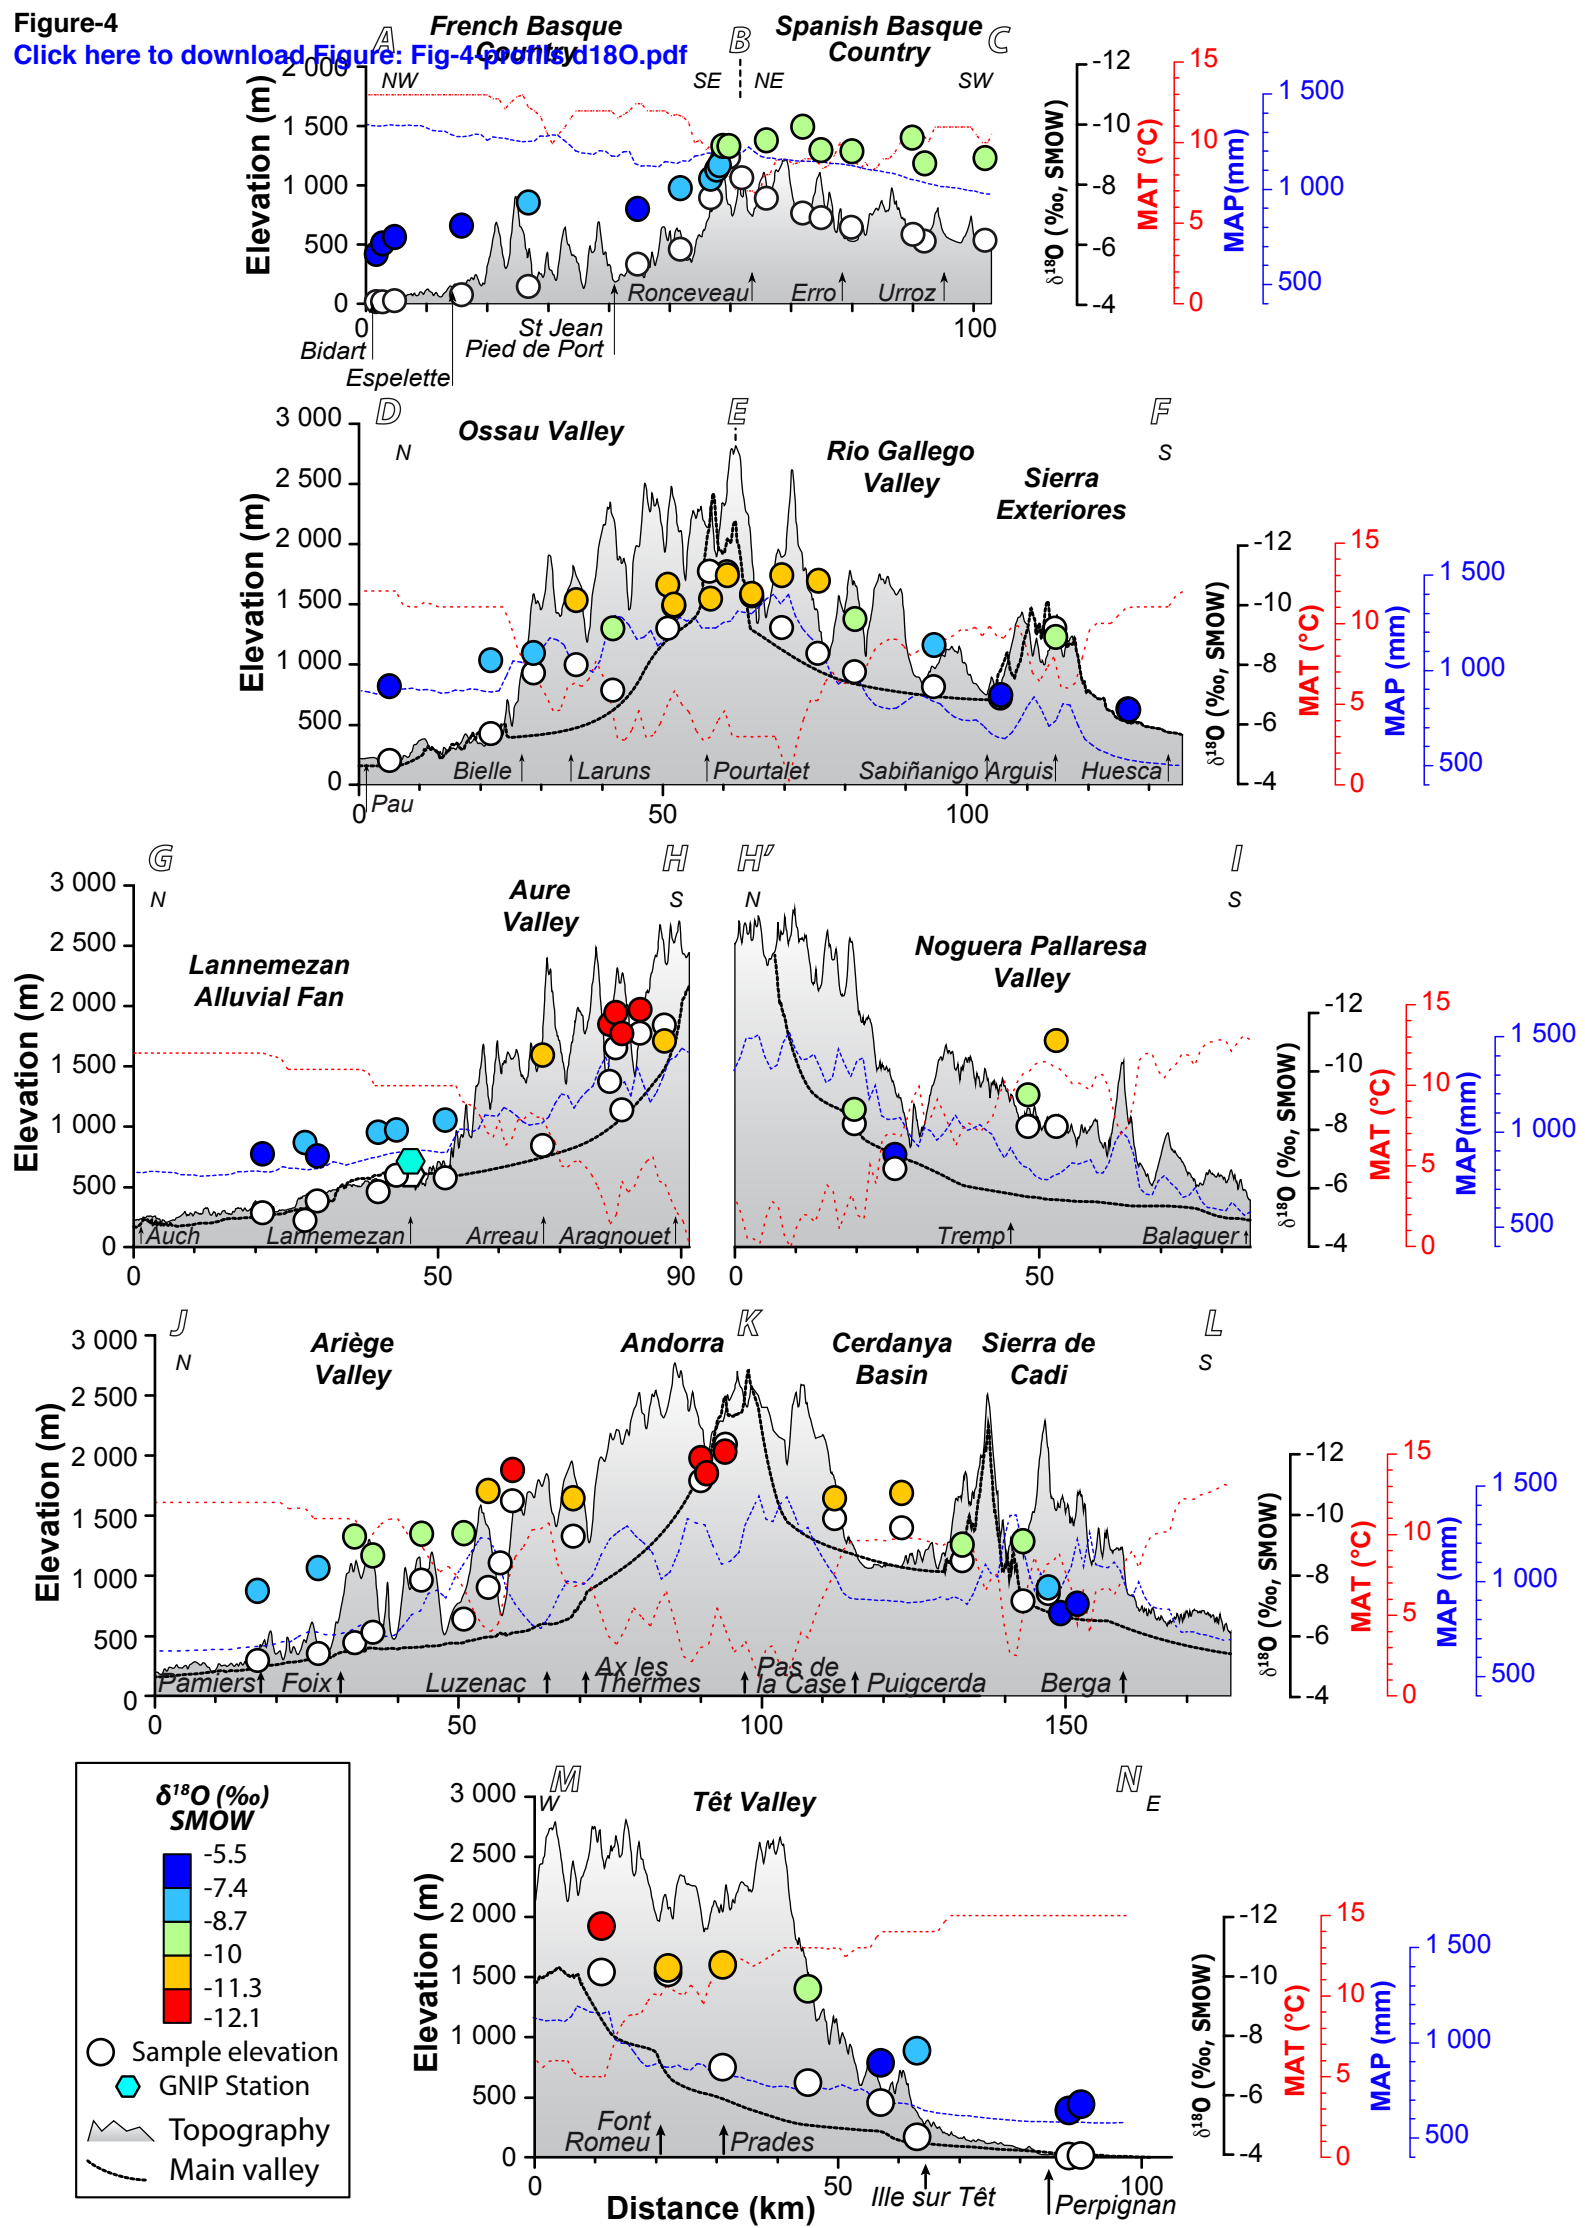 Figure-4
Click here to download Figure: Fig-4-profils-d18O.pdf
A
French Basque
Country
B
Spanish Basque
Country
C
NW
SE
NE
SW
Elevation (m)
2 000
1 500
1 000
500
0
0
100
Bidart
Espelette
St Jean
Pied de Port
Ronceveau
Erro
Urroz
-12
-10
-8
-6
-4
δ¹⁸O (‰, SMOW)
15
10
5
0
MAT (°C)
1 500
1 000
500
MAP(mm)
D
N
Ossau Valley
E
Rio Gallego
Valley
Sierra
Exteriores
F
S
Elevation (m)
3 000
2 500
2 000
1 500
1 000
500
0
0
50
100
Pau
Bielle
Laruns
Pourtalet
Sabiñanigo
Arguis
Huesca
-12
-10
-8
-6
-4
δ¹⁸O (‰, SMOW)
15
10
5
0
MAT (°C)
1 500
1 000
500
MAP (mm)
G
N
Lannemezan
Alluvial Fan
Aure
Valley
H
S
H'
N
Noguera Pallaresa
Valley
I
S
Elevation (m)
3 000
2 500
2 000
1 500
1 000
500
0
0
50
90
0
50
Auch
Lannemezan
Arreau
Aragnouet
Tremp
Balaguer
-12
-10
-8
-6
-4
δ¹⁸O (‰, SMOW)
15
10
5
0
MAT (°C)
1 500
1 000
500
MAP(mm)
J
N
Ariège
Valley
Andorra
K
Cerdanya
Basin
Sierra de
Cadi
L
S
Elevation (m)
3 000
2 500
2 000
1 500
1 000
500
0
0
50
100
150
Pamiers
Foix
Luzenac
Ax les
Thermes
Pas de
la Case
Puigcerda
Berga
-12
-10
-8
-6
-4
δ¹⁸O (‰, SMOW)
15
10
5
0
MAT (°C)
1 500
1 000
500
MAP (mm)
M
W
Têt Valley
N
E
Elevation (m)
3 000
2 500
2 000
1 500
1 000
500
0
0
50
100
Distance (km)
Font
Romeu
Prades
Ille sur Têt
Perpignan
-12
-10
-8
-6
-4
δ¹⁸O (‰, SMOW)
15
10
5
0
MAT (°C)
1 500
1 000
500
MAP (mm)
δ¹⁸O (‰)
SMOW
-5.5
-7.4
-8.7
-10
-11.3
-12.1
Sample elevation
GNIP Station
Topography
Main valley